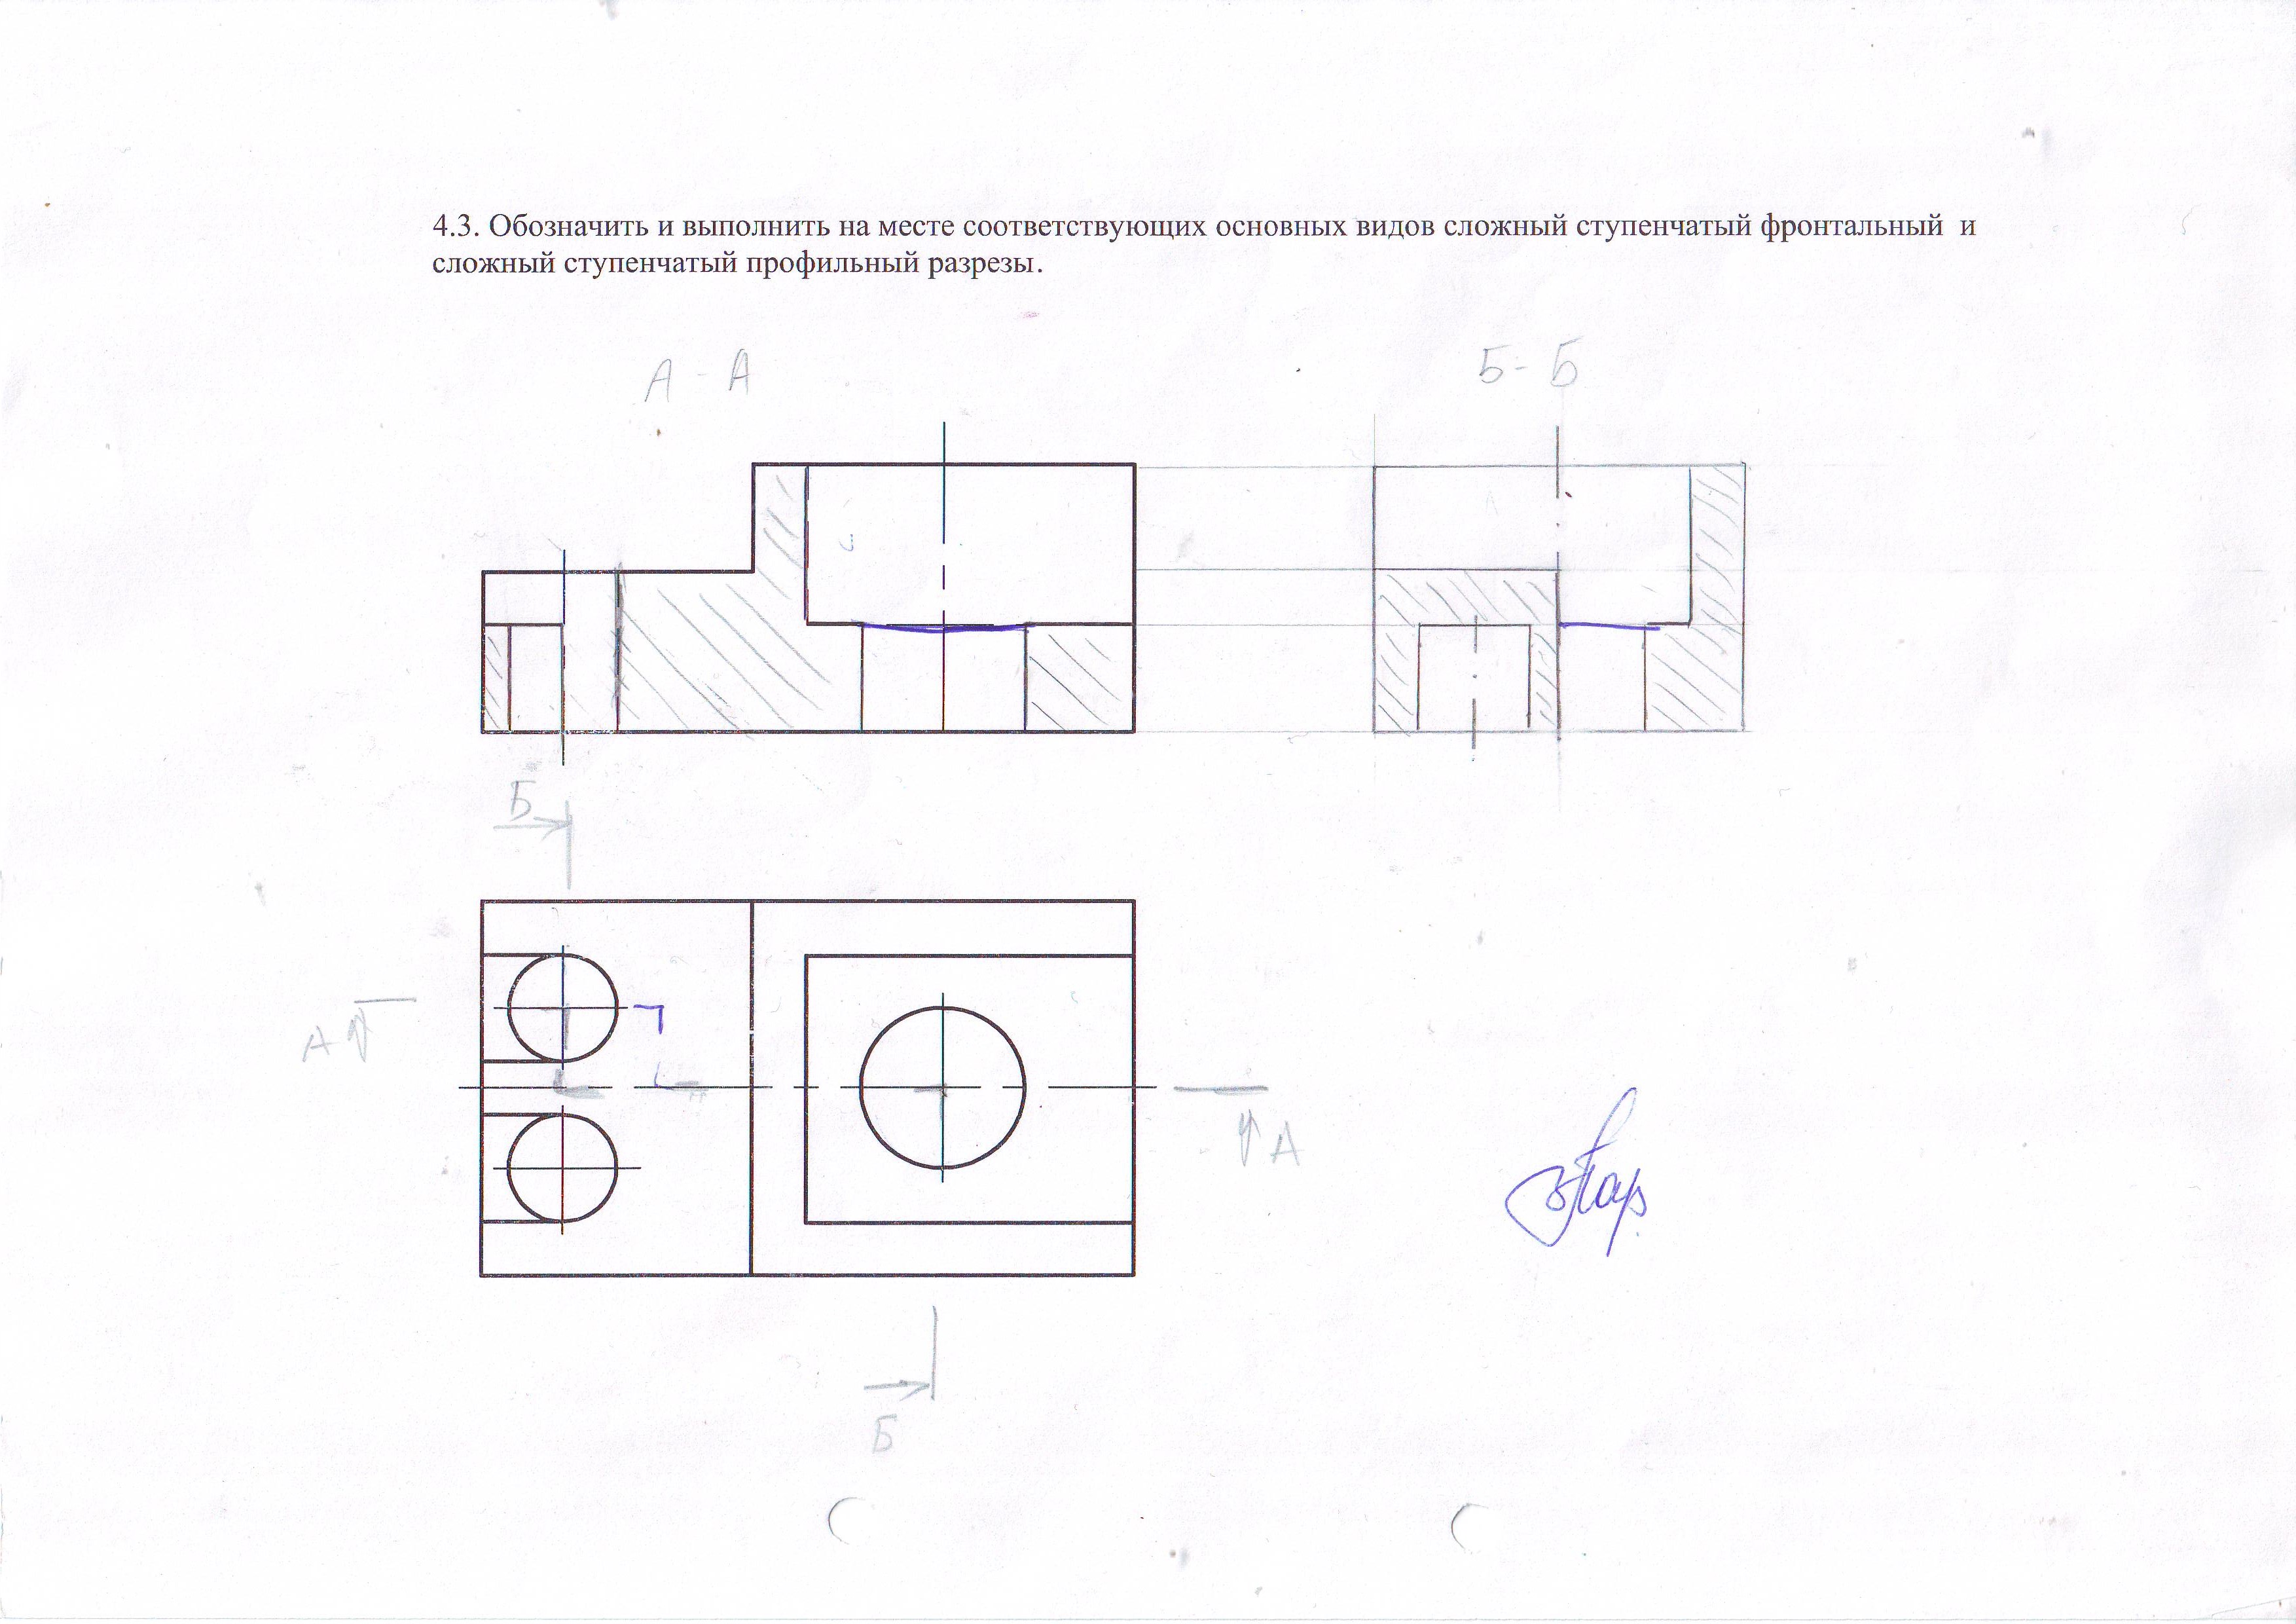 4.3. Обозначить и выполнить на месте соответствующих основных видов сложный ступенчатый фронтальный и
сложный ступенчатый профильный разрезы.
А - А
Б - Б
Б
А
А
Б